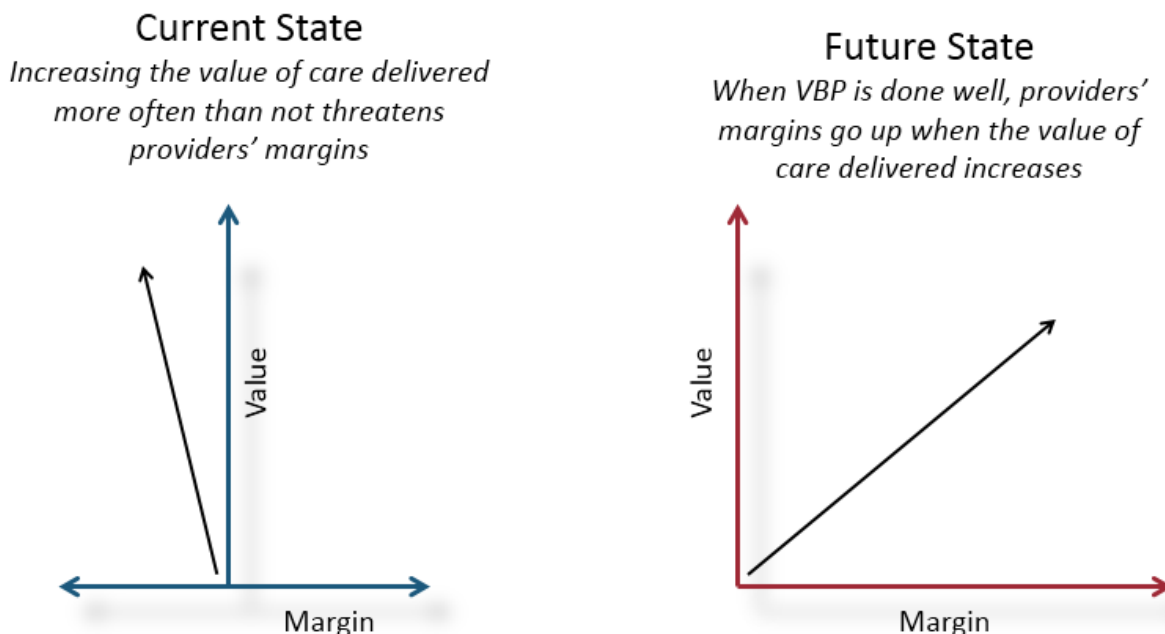 Current State
Increasing the value of care delivered
more often than not threatens
providers’ margins
Value
Margin
Future State
When VBP is done well, providers’
margins go up when the value of
care delivered increases
Value
Margin